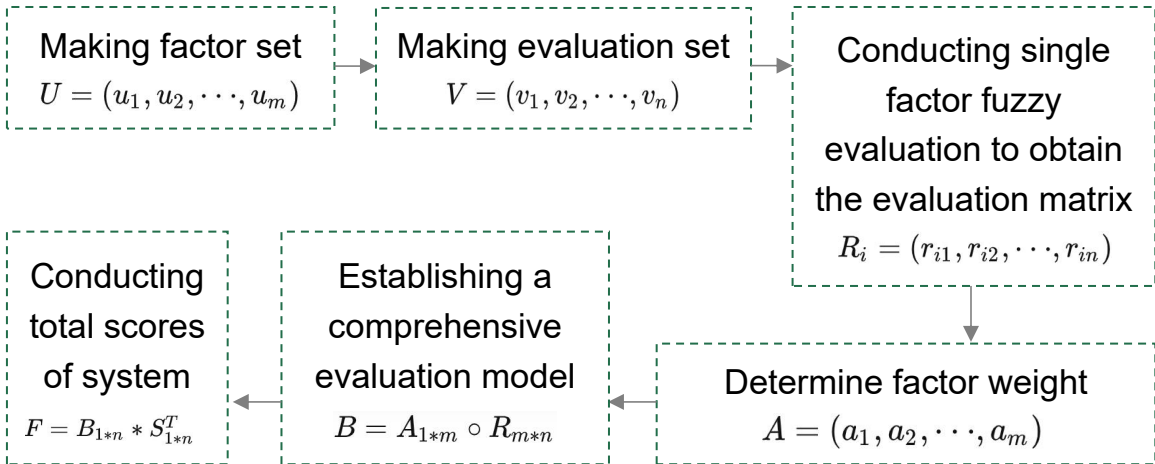 Making factor set
U = (u_1, u_2, ···, u_m)
Making evaluation set
V = (v_1, v_2, ···, v_n)
Conducting single
factor fuzzy
evaluation to obtain
the evaluation matrix
R_i = (r_{i1}, r_{i2}, ···, r_{in})
Determine factor weight
A = (a_1, a_2, ···, a_m)
Establishing a
comprehensive
evaluation model
B = A_{1*m} ∘ R_{m*n}
Conducting
total scores
of system
F = B_{1*n} * S_{1*n}^T